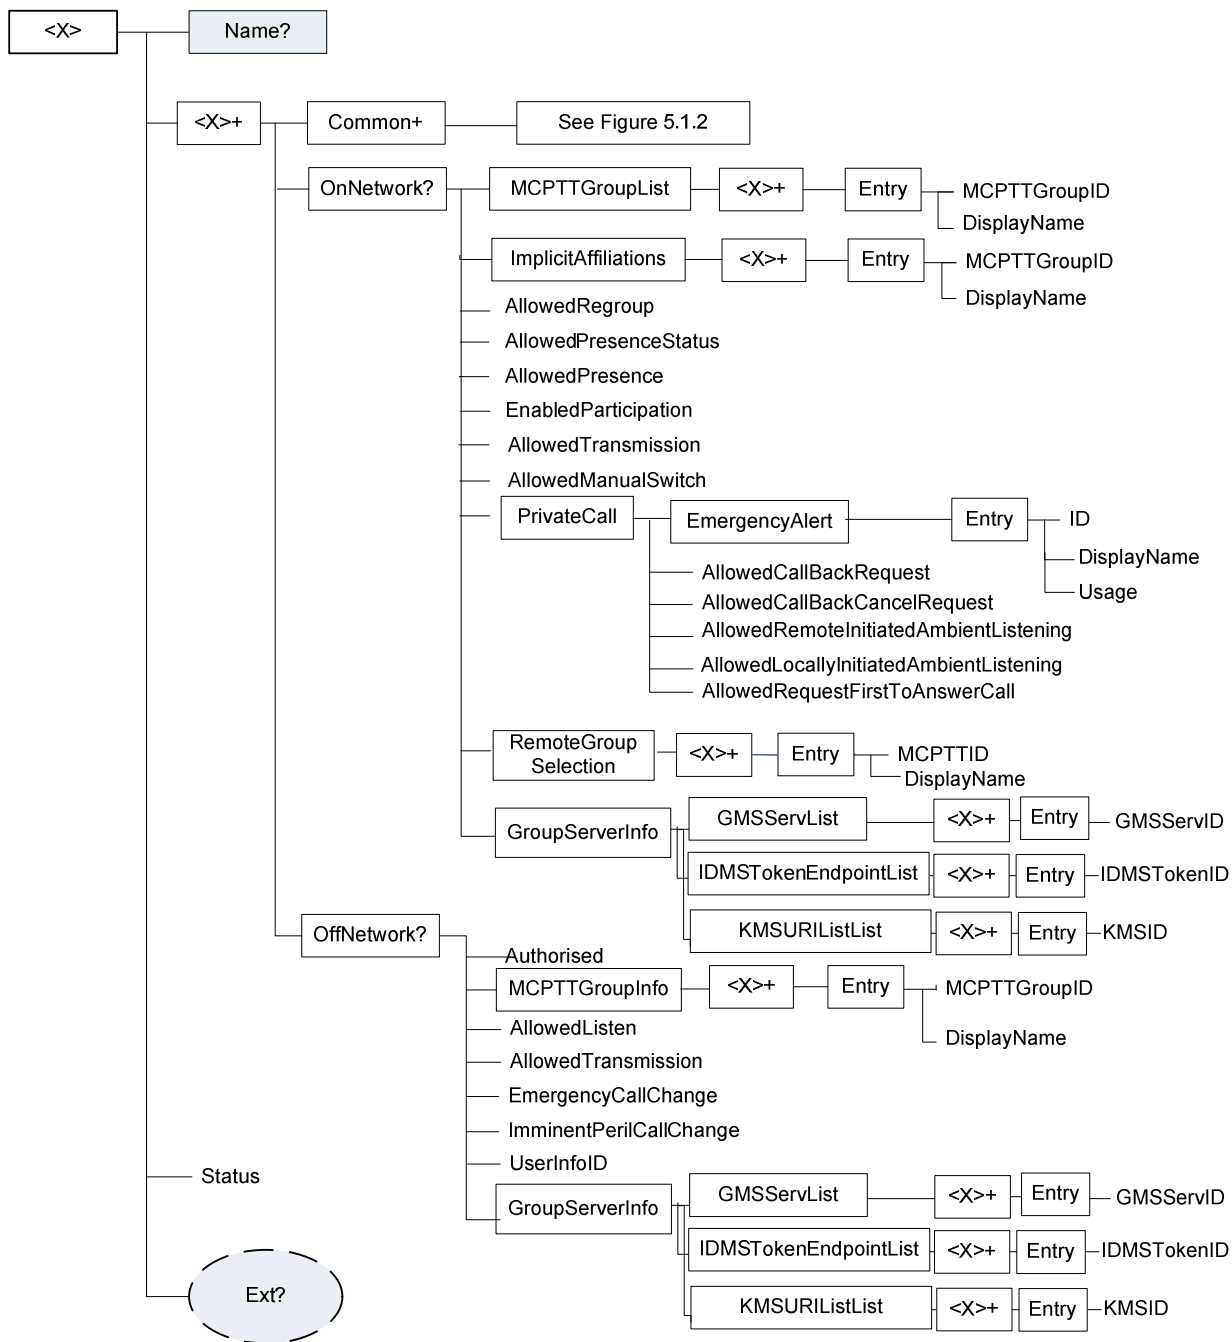 <X>
Name?
<X>+
Common+
See Figure 5.1.2
OnNetwork?
MCPTTGroupList
<X>+
Entry
MCPTTGroupID
DisplayName
ImplicitAffiliations
<X>+
Entry
MCPTTGroupID
DisplayName
AllowedRegroup
AllowedPresenceStatus
AllowedPresence
EnabledParticipation
AllowedTransmission
AllowedManualSwitch
PrivateCall
EmergencyAlert
Entry
ID
DisplayName
Usage
AllowedCallBackRequest
AllowedCallBackCancelRequest
AllowedRemoteInitiatedAmbientListening
AllowedLocallyInitiatedAmbientListening
AllowedRequestFirstToAnswerCall
RemoteGroup
Selection
<X>+
Entry
MCPTTID
DisplayName
GroupServerInfo
GMSServList
<X>+
Entry
GMSServID
IDMSTokenEndpointList
<X>+
Entry
IDMSTokenID
KMSURIListList
<X>+
Entry
KMSID
OffNetwork?
Authorised
MCPTTGroupInfo
<X>+
Entry
MCPTTGroupID
DisplayName
AllowedListen
AllowedTransmission
EmergencyCallChange
ImminentPerilCallChange
UserInfoID
GroupServerInfo
GMSServList
<X>+
Entry
GMSServID
IDMSTokenEndpointList
<X>+
Entry
IDMSTokenID
KMSURIListList
<X>+
Entry
KMSID
Status
Ext?